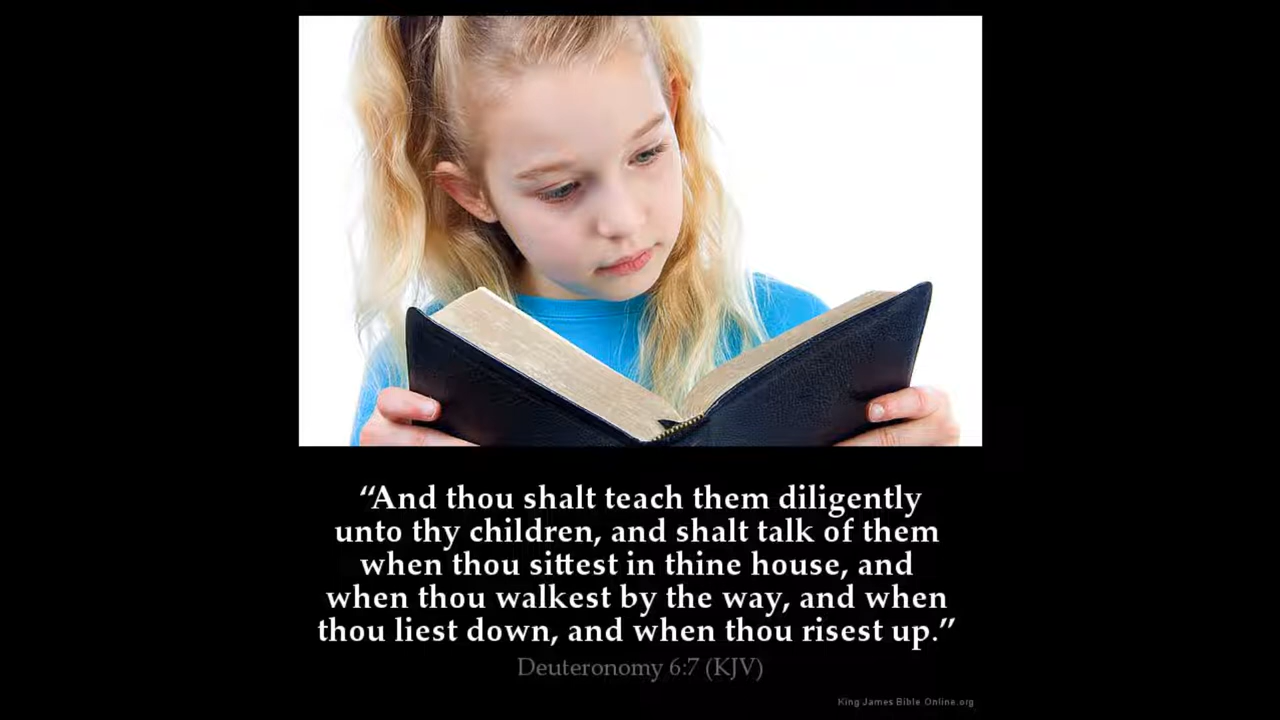 “And thou shalt teach them diligently
unto thy children, and shalt talk of them
when thou sittest in thine house, and
when thou walkest by the way, and when
thou liest down, and when thou risest up.”
Deuteronomy 6:7 (KJV)
King James Bible Online.org